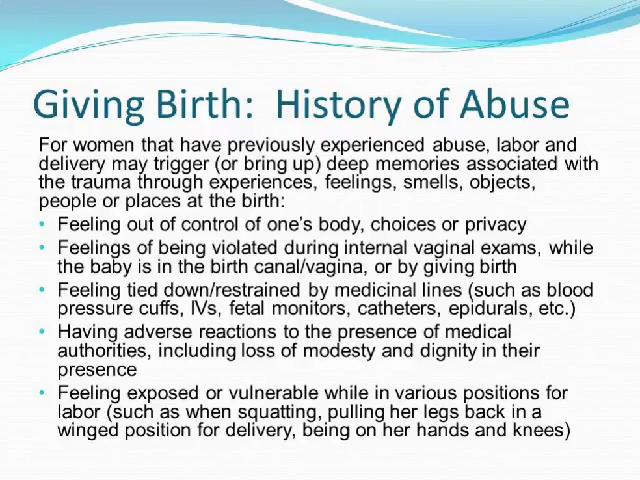 Giving Birth:  History of Abuse
For women that have previously experienced abuse, labor and
delivery may trigger (or bring up) deep memories associated with
the trauma through experiences, feelings, smells, objects,
people or places at the birth:
• Feeling out of control of one's body, choices or privacy
• Feelings of being violated during internal vaginal exams, while
the baby is in the birth canal/vagina, or by giving birth
• Feeling tied down/restrained by medicinal lines (such as blood
pressure cuffs, IVs, fetal monitors, catheters, epidurals, etc.)
• Having adverse reactions to the presence of medical
authorities, including loss of modesty and dignity in their
presence
• Feeling exposed or vulnerable while in various positions for
labor (such as when squatting, pulling her legs back in a
winged position for delivery, being on her hands and knees)